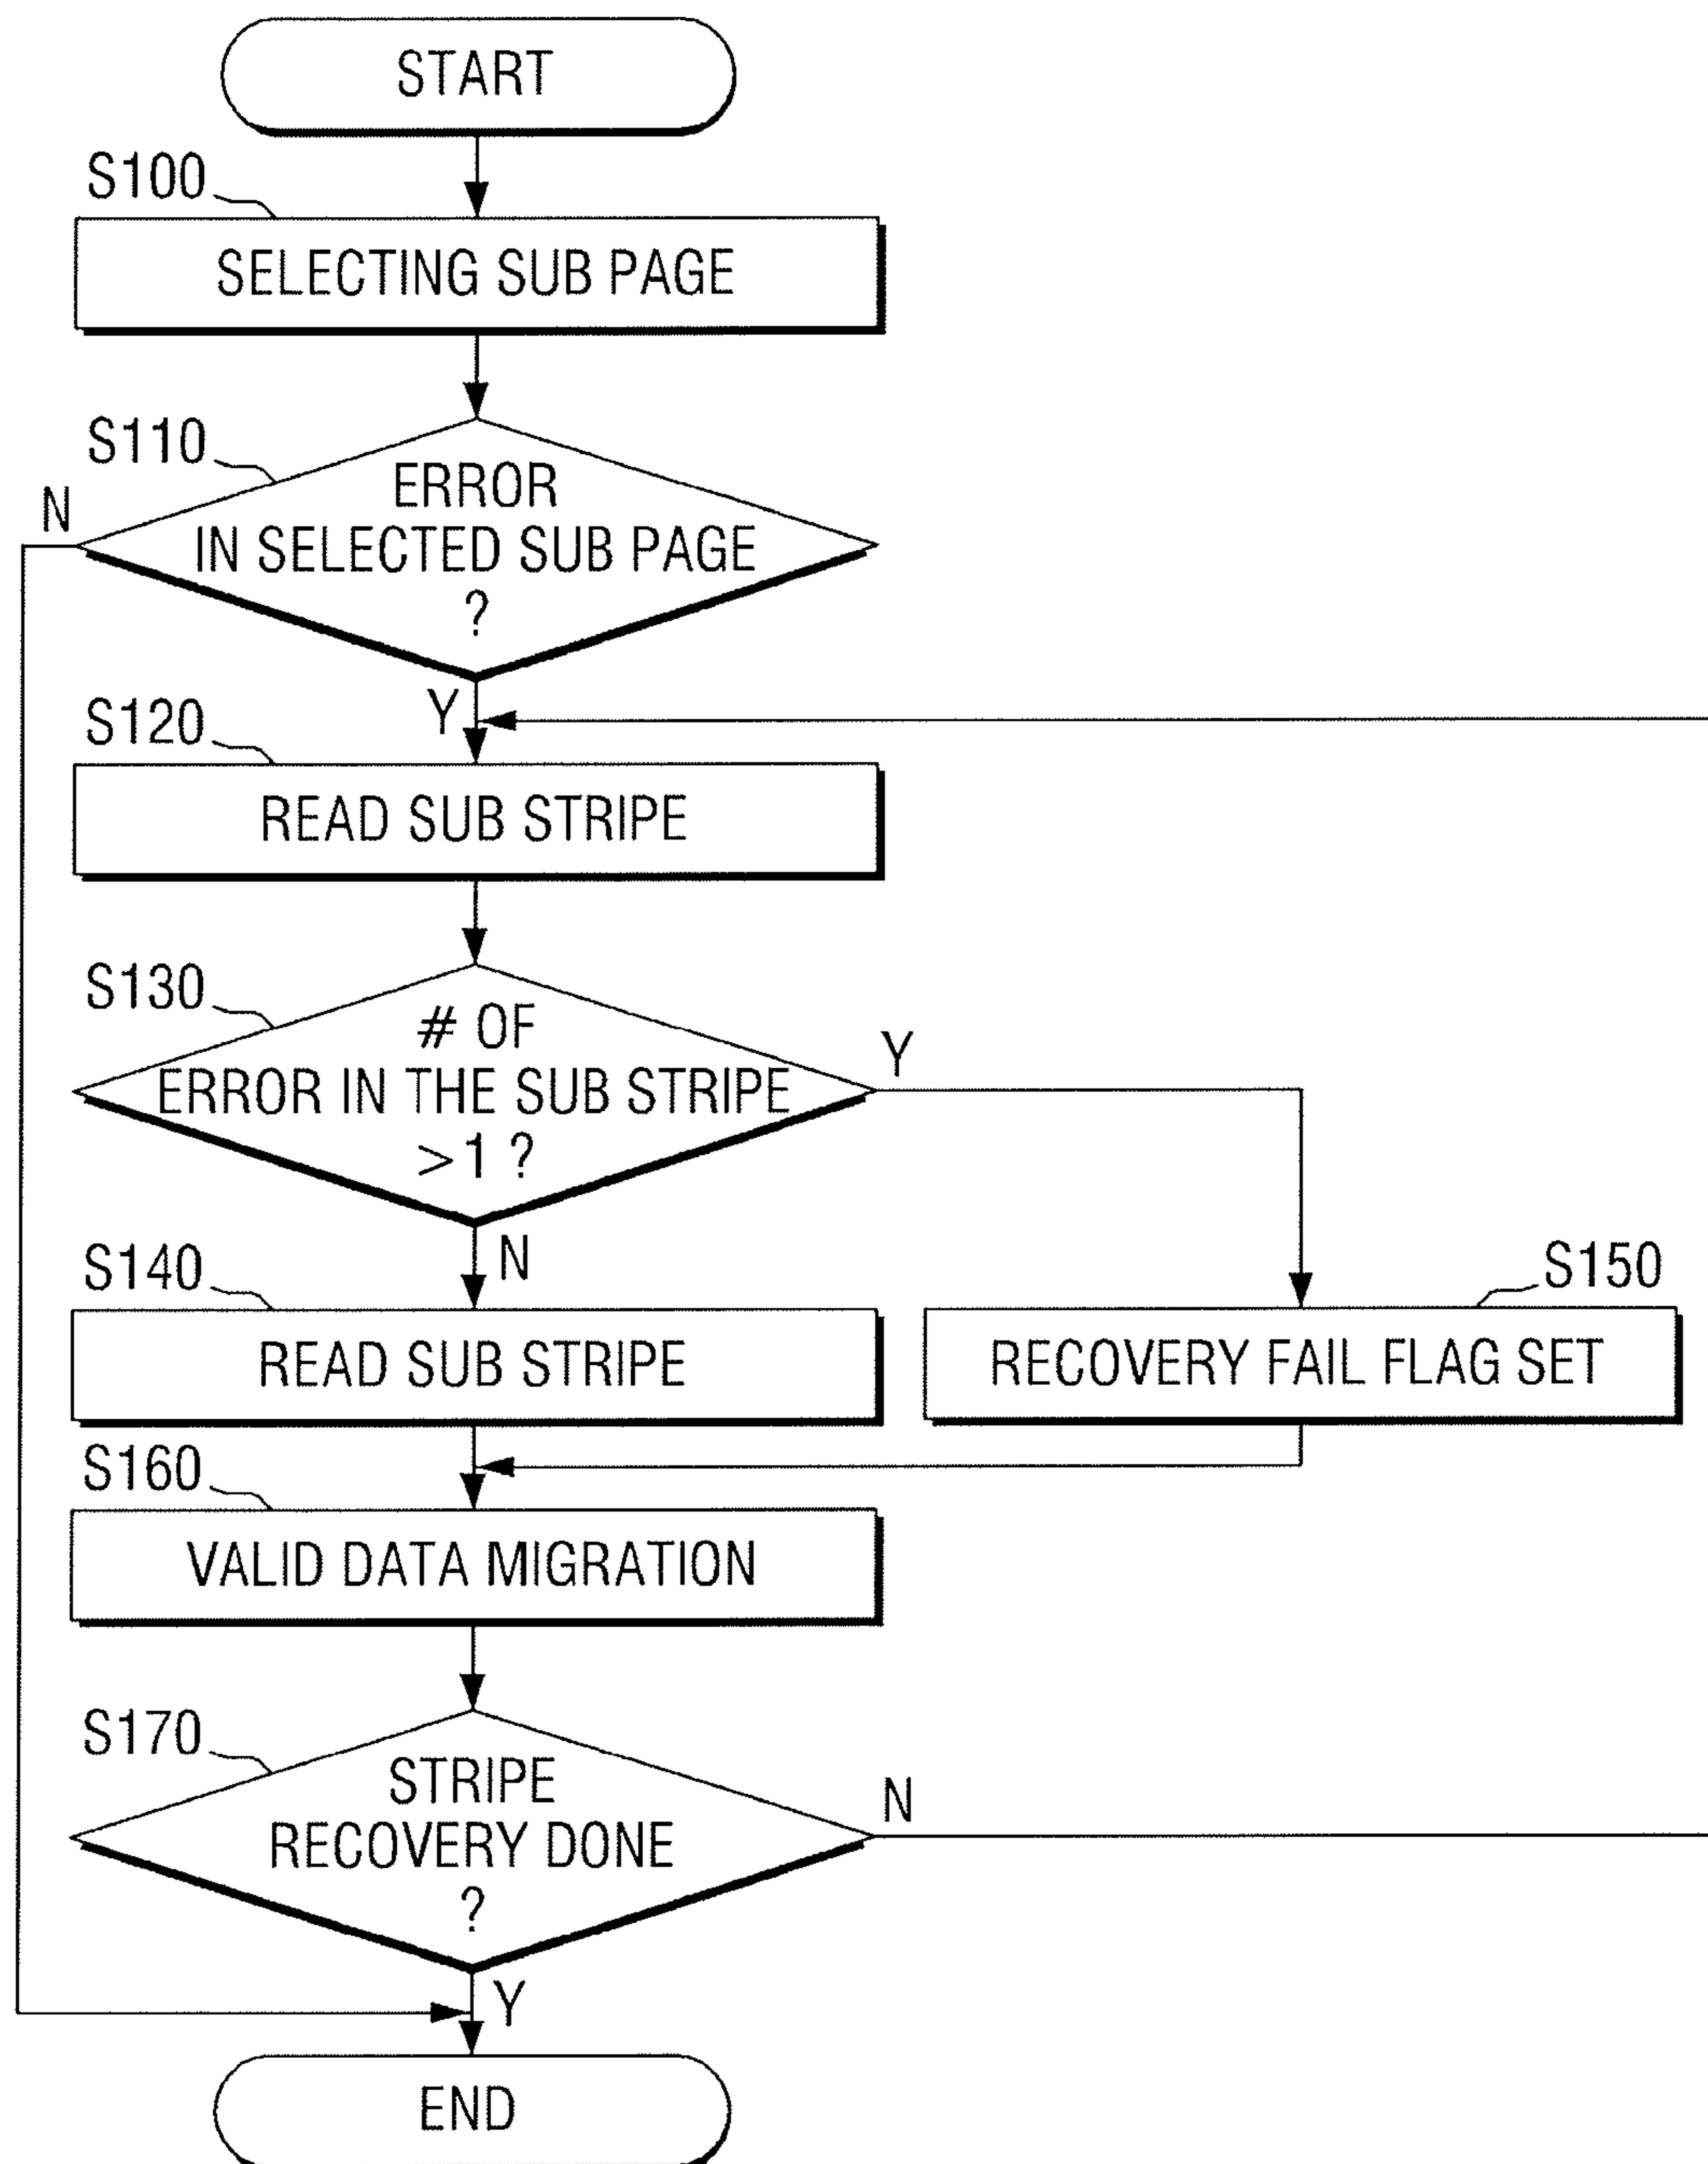 START
S100
SELECTING SUB PAGE
S110
N
ERROR
IN SELECTED SUB PAGE
?
Y
S120
READ SUB STRIPE
S130
# OF
ERROR IN THE SUB STRIPE
>1 ?
Y
N
S140
READ SUB STRIPE
S150
RECOVERY FAIL FLAG SET
S160
VALID DATA MIGRATION
S170
STRIPE
RECOVERY DONE
?
N
Y
END